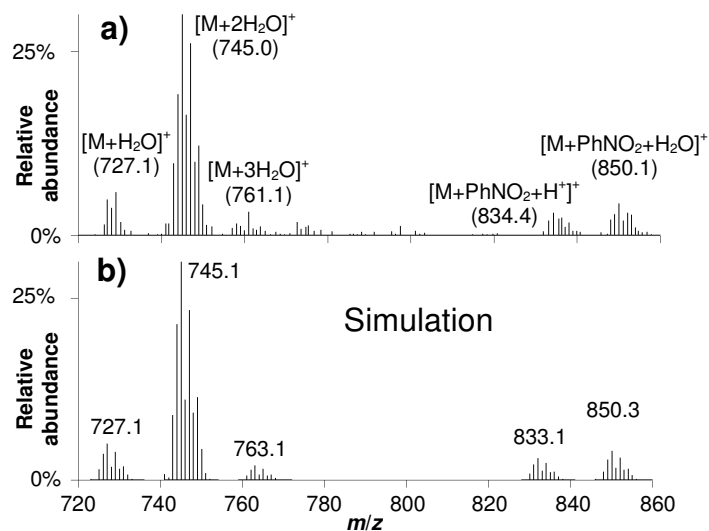 a)
25%
0%
Relative
abundance
[M+H₂O]⁺
(727.1)
[M+2H₂O]⁺
(745.0)
[M+3H₂O]⁺
(761.1)
[M+PhNO₂+H⁺]⁺
(834.4)
[M+PhNO₂+H₂O]⁺
(850.1)
b)
25%
0%
Relative
abundance
727.1
745.1
763.1
Simulation
833.1
850.3
720 740 760 780 800 820 840 860
m/z